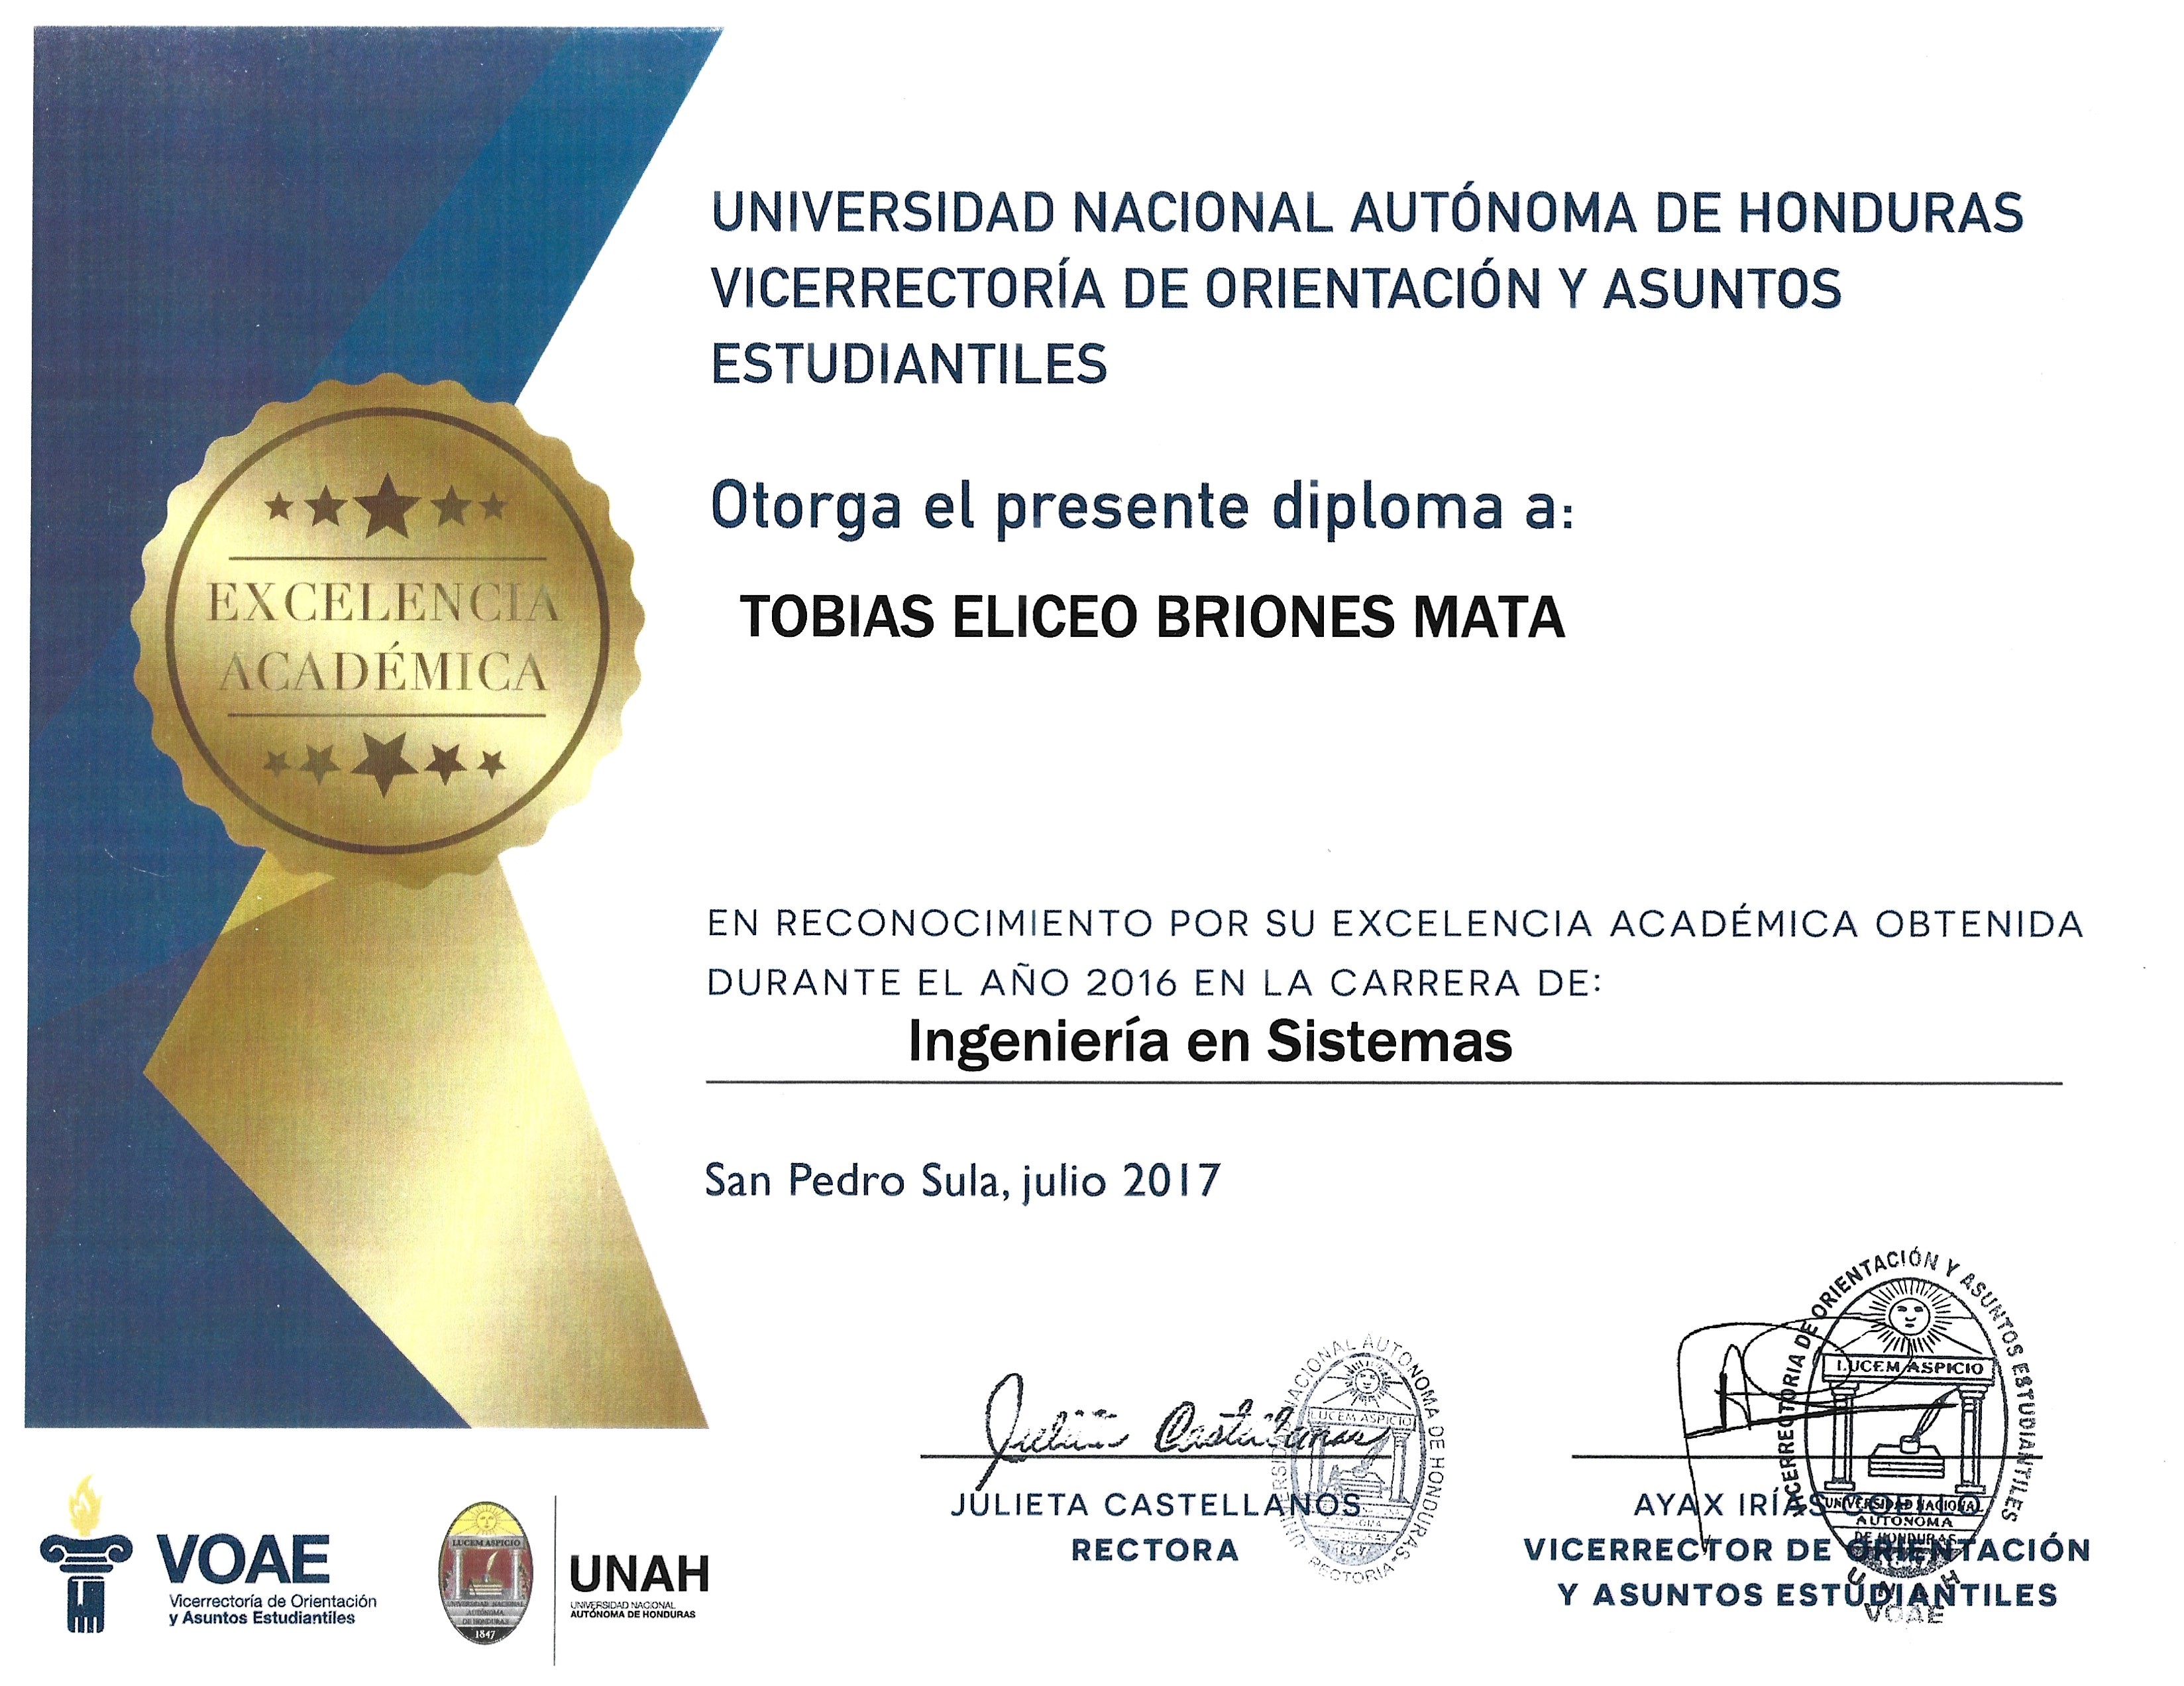 UNIVERSIDAD NACIONAL AUTÓNOMA DE HONDURAS
VICERRECTORÍA DE ORIENTACIÓN Y ASUNTOS
ESTUDIANTILES
Otorga el presente diploma a:
TOBIAS ELICEO BRIONES MATA
EXCELENCIA
ACADÉMICA
EN RECONOCIMIENTO POR SU EXCELENCIA ACADÉMICA OBTENIDA
DURANTE EL AÑO 2016 EN LA CARRERA DE:
Ingeniería en Sistemas
San Pedro Sula, julio 2017
Julieta Castellanos
JULIETA CASTELLANOS
RECTORA
UNIVERSIDAD NACIONAL AUTONOMA DE HONDURAS-
RECTORIA-
LUCEM ASPICIO
AYAX IRÍAS
VICERRECTOR DE ORIENTACIÓN
Y ASUNTOS ESTUDIANTILES
VICERRECTORIA DE ORIENTACIÓN Y ASUNTOS ESTUDIANTILES
LUCEM ASPICIO
UNIVERSIDAD NACIONAL
AUTONOMA
DE HONDURAS
U N A H
VOAE
VOAE
Vicerrectoría de Orientación
y Asuntos Estudiantiles
LUCEM ASPICIO
UNIVERSIDAD NACIONAL
AUTÓNOMA
DE HONDURAS
1847
UNAH
UNIVERSIDAD NACIONAL
AUTÓNOMA DE HONDURAS